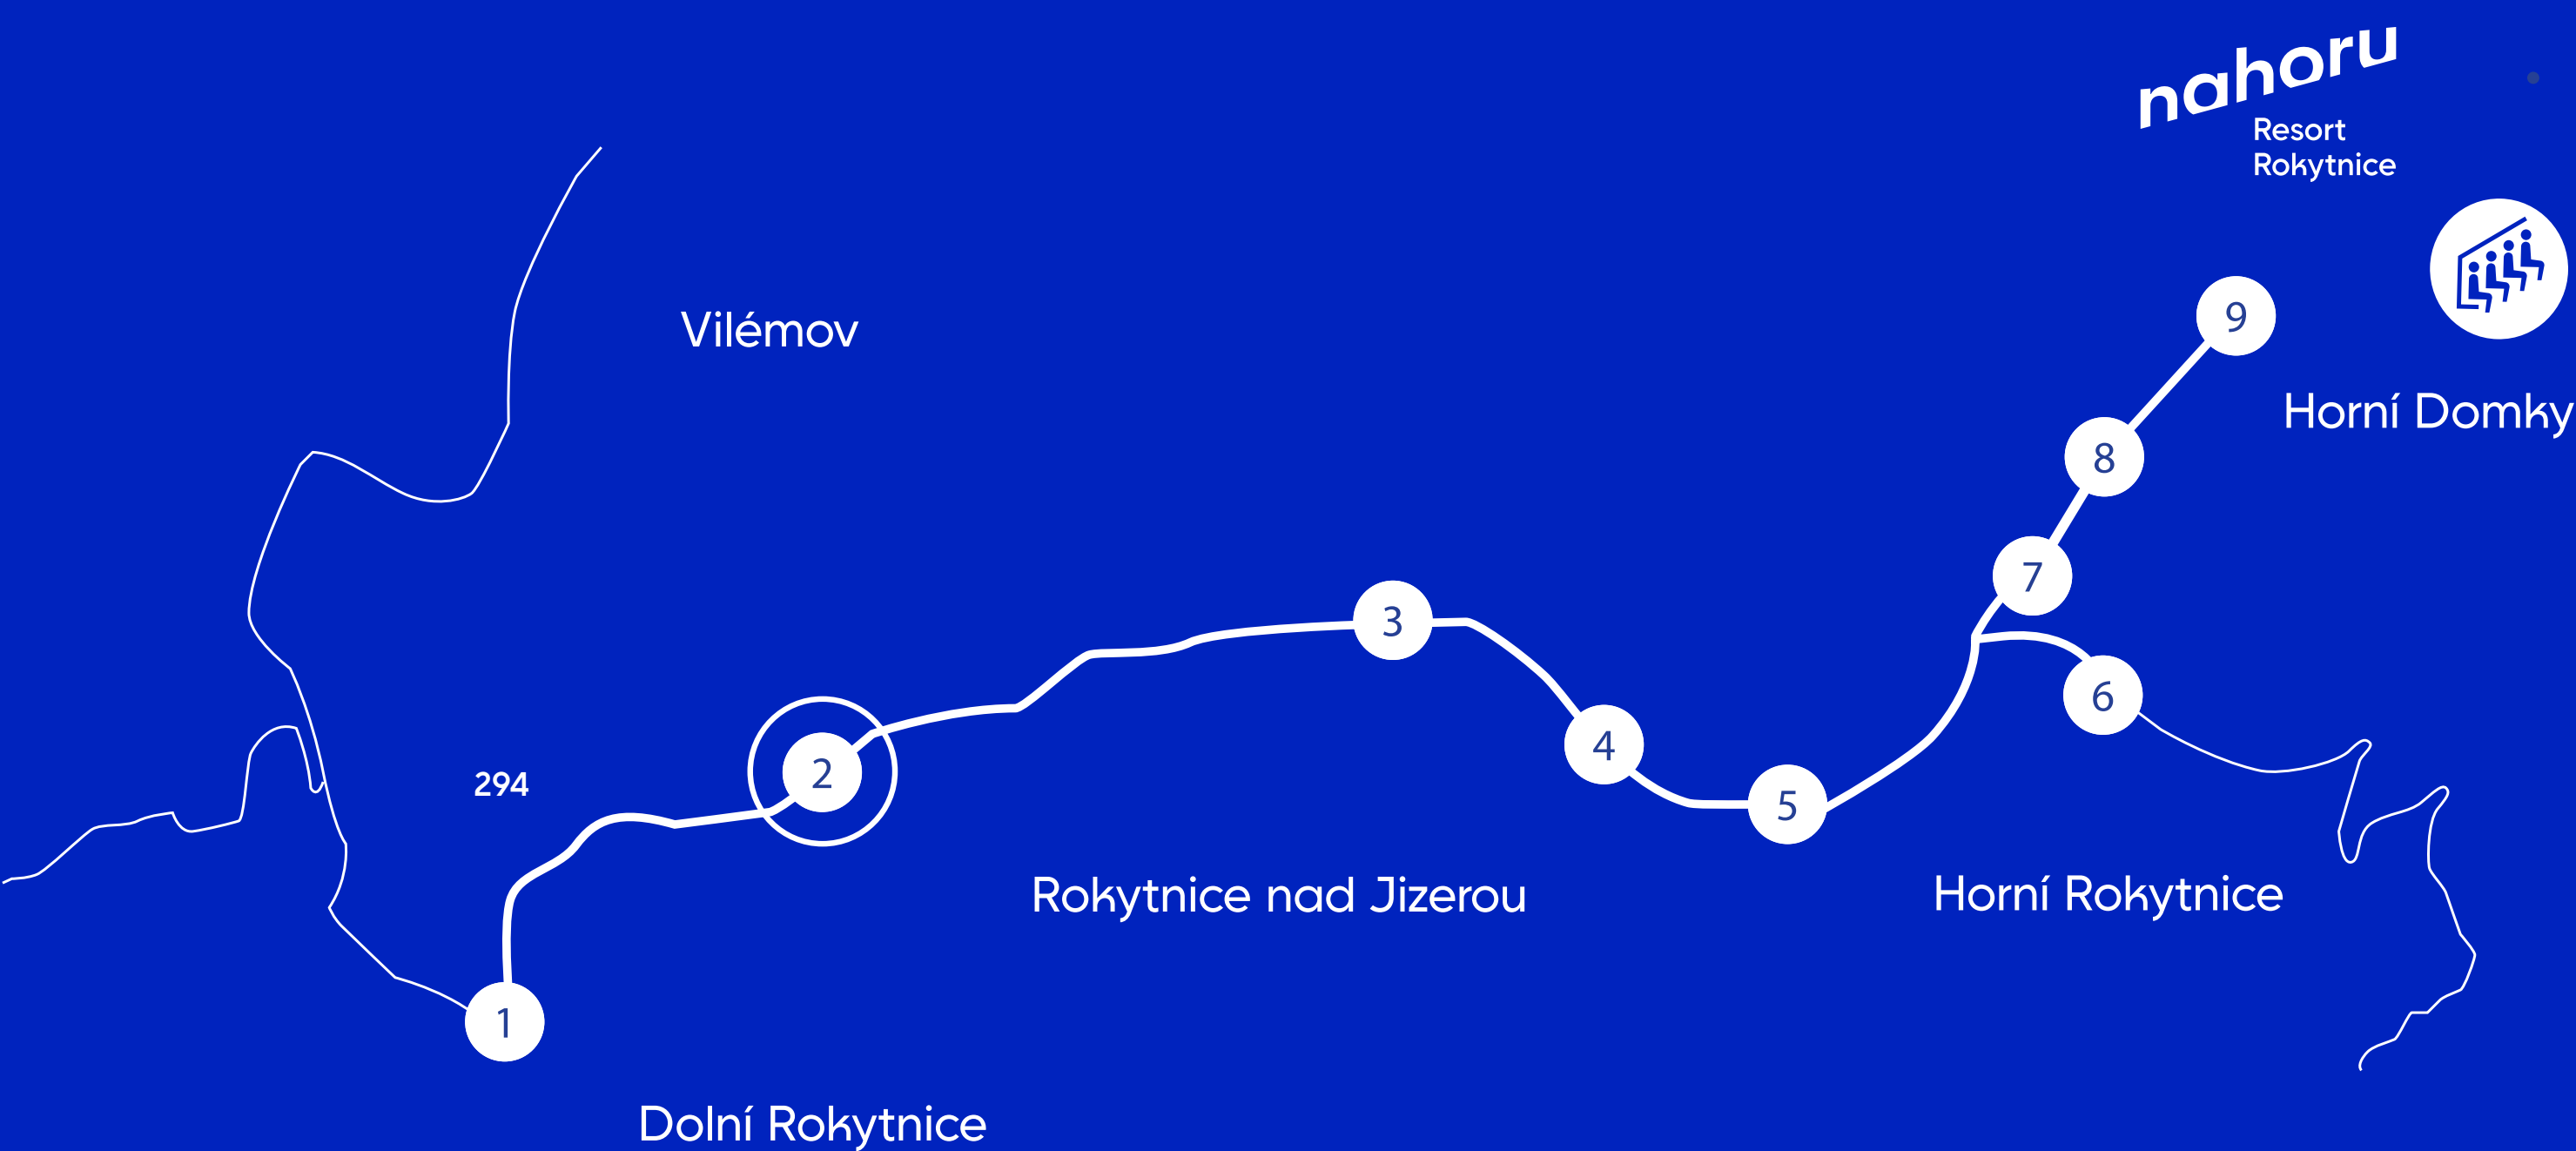 nahoru
Resort
Rokytnice
Vilémov
9
Horní Domky
8
7
3
6
4
2
294
5
Rokytnice nad Jizerou
Horní Rokytnice
1
Dolní Rokytnice